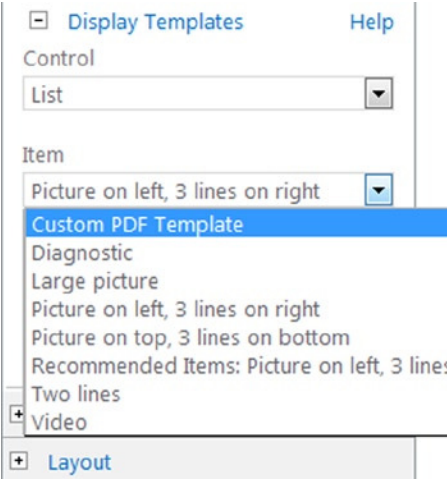 Display Templates Help
Control
List
Item
Picture on left, 3 lines on right
Custom PDF Template
Diagnostic
Large picture
Picture on left, 3 lines on right
Picture on top, 3 lines on bottom
Recommended Items: Picture on left, 3 lines
Two lines
Video
Layout